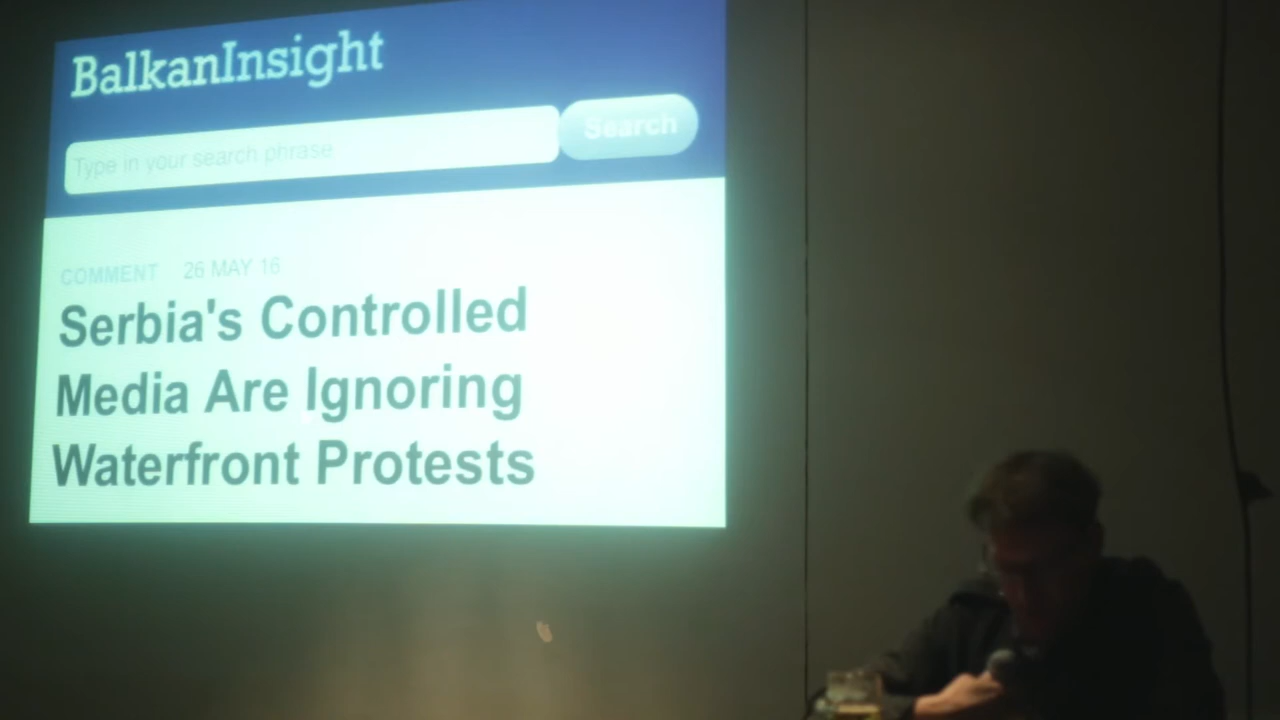 BalkanInsight
Type in your search phrase
Search
COMMENT 26 MAY 16
Serbia's Controlled
Media Are Ignoring
Waterfront Protests